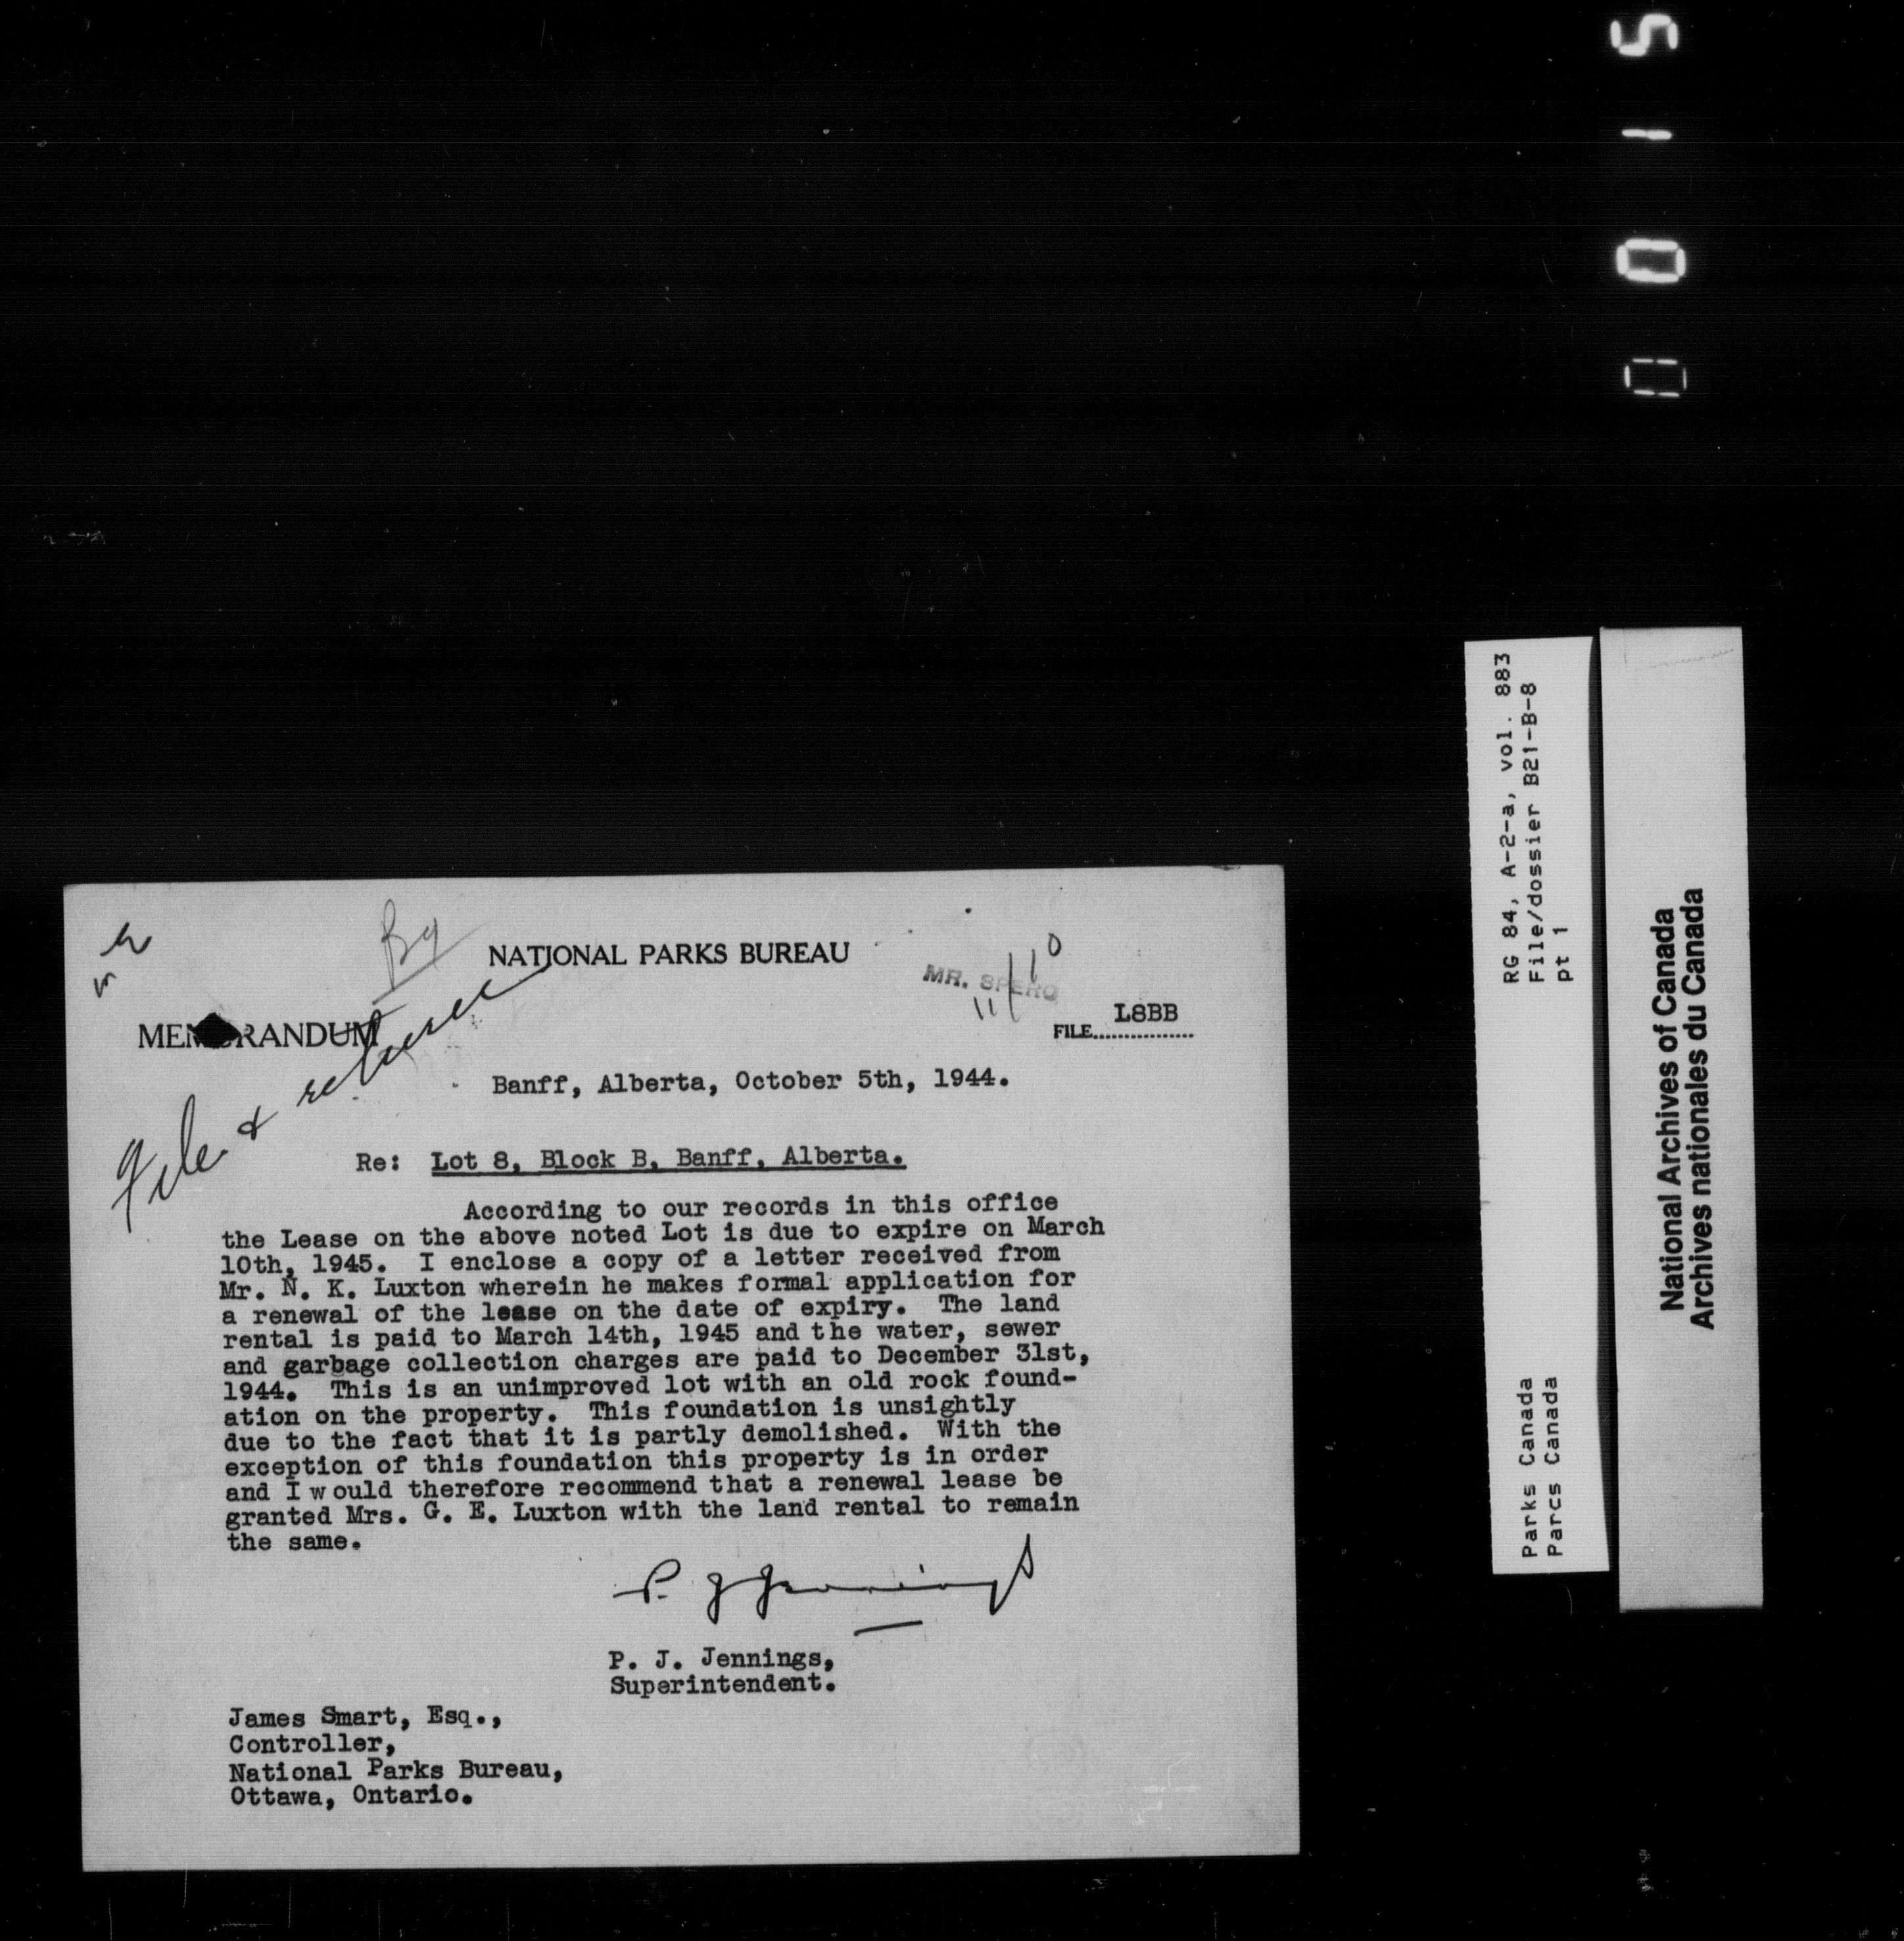 5
1
0
0
RG 84, A-2-a, vol. 883
File/dossier B21-B-8
pt 1
Parks Canada
Parcs Canada
National Archives of Canada
Archives nationales du Canada
NATIONAL PARKS BUREAU
MR. SPERO
11/10
MEMORANDUM
FILE L8BB
File &
Banff, Alberta, October 5th, 1944.
Re: Lot 8, Block B, Banff, Alberta.
According to our records in this office
the Lease on the above noted Lot is due to expire on March
10th, 1945. I enclose a copy of a letter received from
Mr. N. K. Luxton wherein he makes formal application for
a renewal of the lease on the date of expiry. The land
rental is paid to March 14th, 1945 and the water, sewer
and garbage collection charges are paid to December 31st,
1944. This is an unimproved lot with an old rock found-
ation on the property. This foundation is unsightly
due to the fact that it is partly demolished. With the
exception of this foundation this property is in order
and I would therefore recommend that a renewal lease be
granted Mrs. G. E. Luxton with the land rental to remain
the same.
P. J. Jennings
P. J. Jennings,
Superintendent.
James Smart, Esq.,
Controller,
National Parks Bureau,
Ottawa, Ontario.